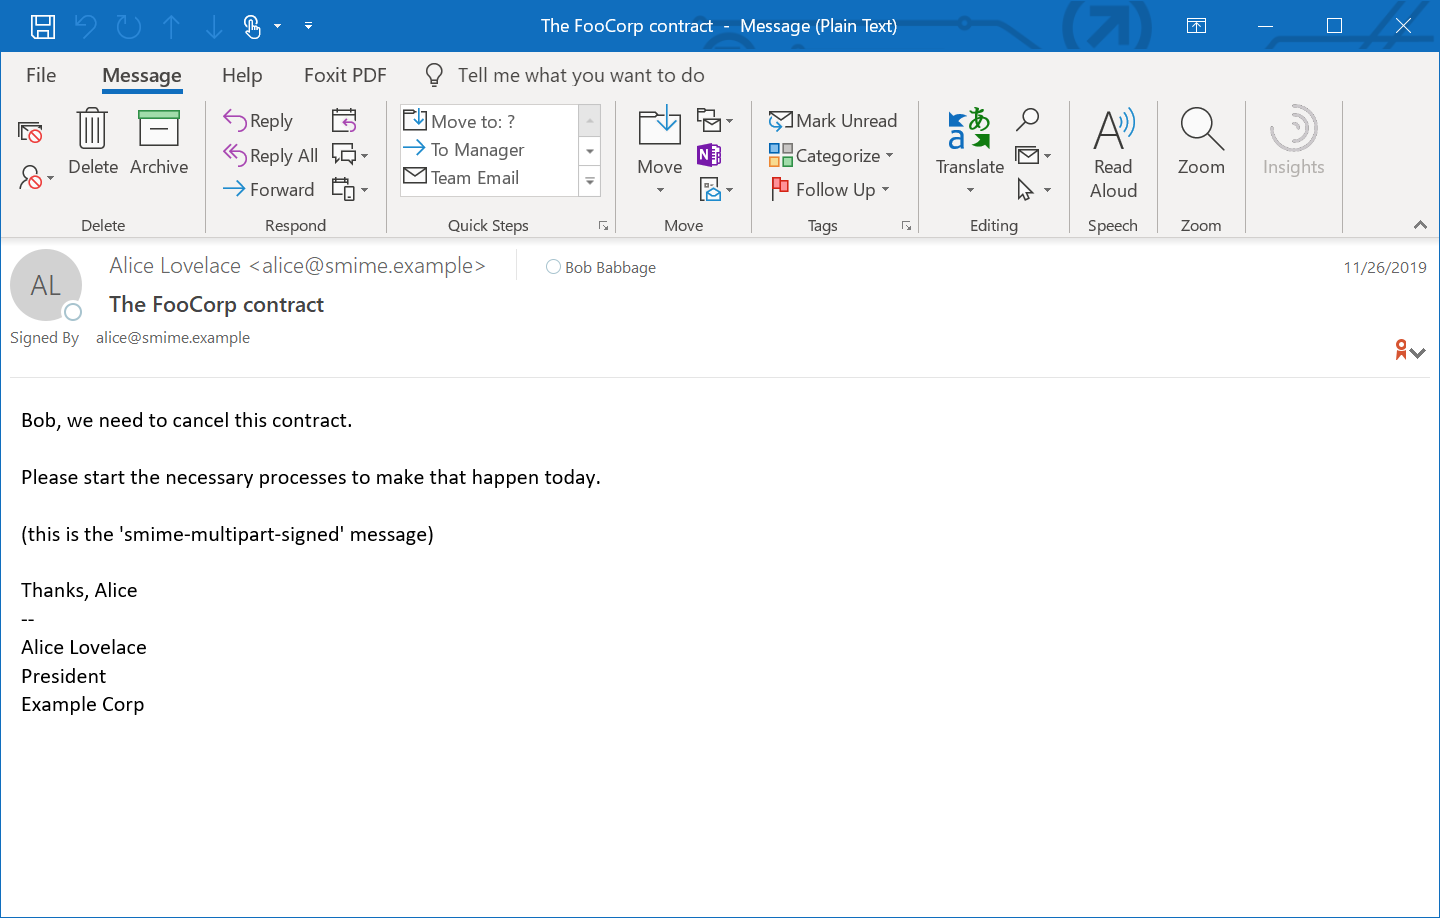 The FooCorp contract - Message (Plain Text)
File Message Help Foxit PDF Tell me what you want to do
Delete
Archive
Delete
Reply
Reply All
Forward
Respond
Move to: ?
To Manager
Team Email
Quick Steps
Move
Move
Mark Unread
Categorize
Follow Up
Tags
Translate
Editing
Read
Aloud
Speech
Zoom
Zoom
Insights
AL
Alice Lovelace <alice@smime.example>
Bob Babbage
11/26/2019
The FooCorp contract
Signed By alice@smime.example
Bob, we need to cancel this contract.
Please start the necessary processes to make that happen today.
(this is the 'smime-multipart-signed' message)
Thanks, Alice
--
Alice Lovelace
President
Example Corp